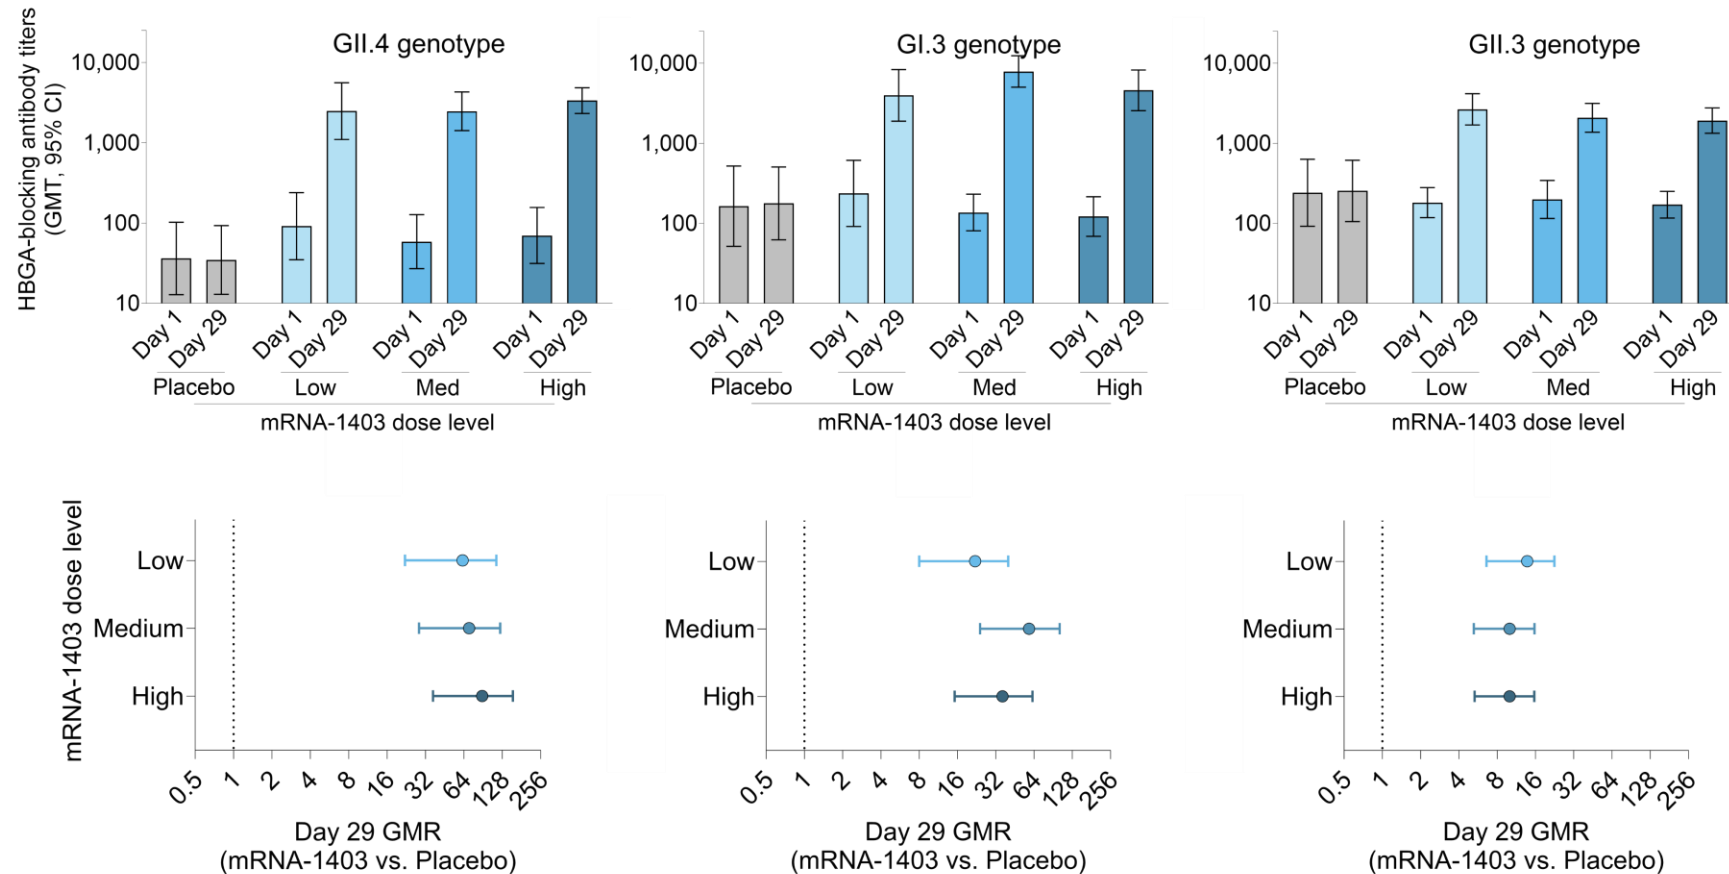 HBGA-blocking antibody titers
(GMT, 95% CI)
GII.4 genotype
10,000
1,000
100
10
Day 1
Day 29
Day 1
Day 29
Day 1
Day 29
Day 1
Day 29
Placebo
Low
Med
High
mRNA-1403 dose level
GI.3 genotype
10,000
1,000
100
10
Day 1
Day 29
Day 1
Day 29
Day 1
Day 29
Day 1
Day 29
Placebo
Low
Med
High
mRNA-1403 dose level
GII.3 genotype
10,000
1,000
100
10
Day 1
Day 29
Day 1
Day 29
Day 1
Day 29
Day 1
Day 29
Placebo
Low
Med
High
mRNA-1403 dose level
mRNA-1403 dose level
Low
Medium
High
0.5 1 2 4 8 16 32 64 128 256
Day 29 GMR
(mRNA-1403 vs. Placebo)
Low
Medium
High
0.5 1 2 4 8 16 32 64 128 256
Day 29 GMR
(mRNA-1403 vs. Placebo)
Low
Medium
High
0.5 1 2 4 8 16 32 64 128 256
Day 29 GMR
(mRNA-1403 vs. Placebo)